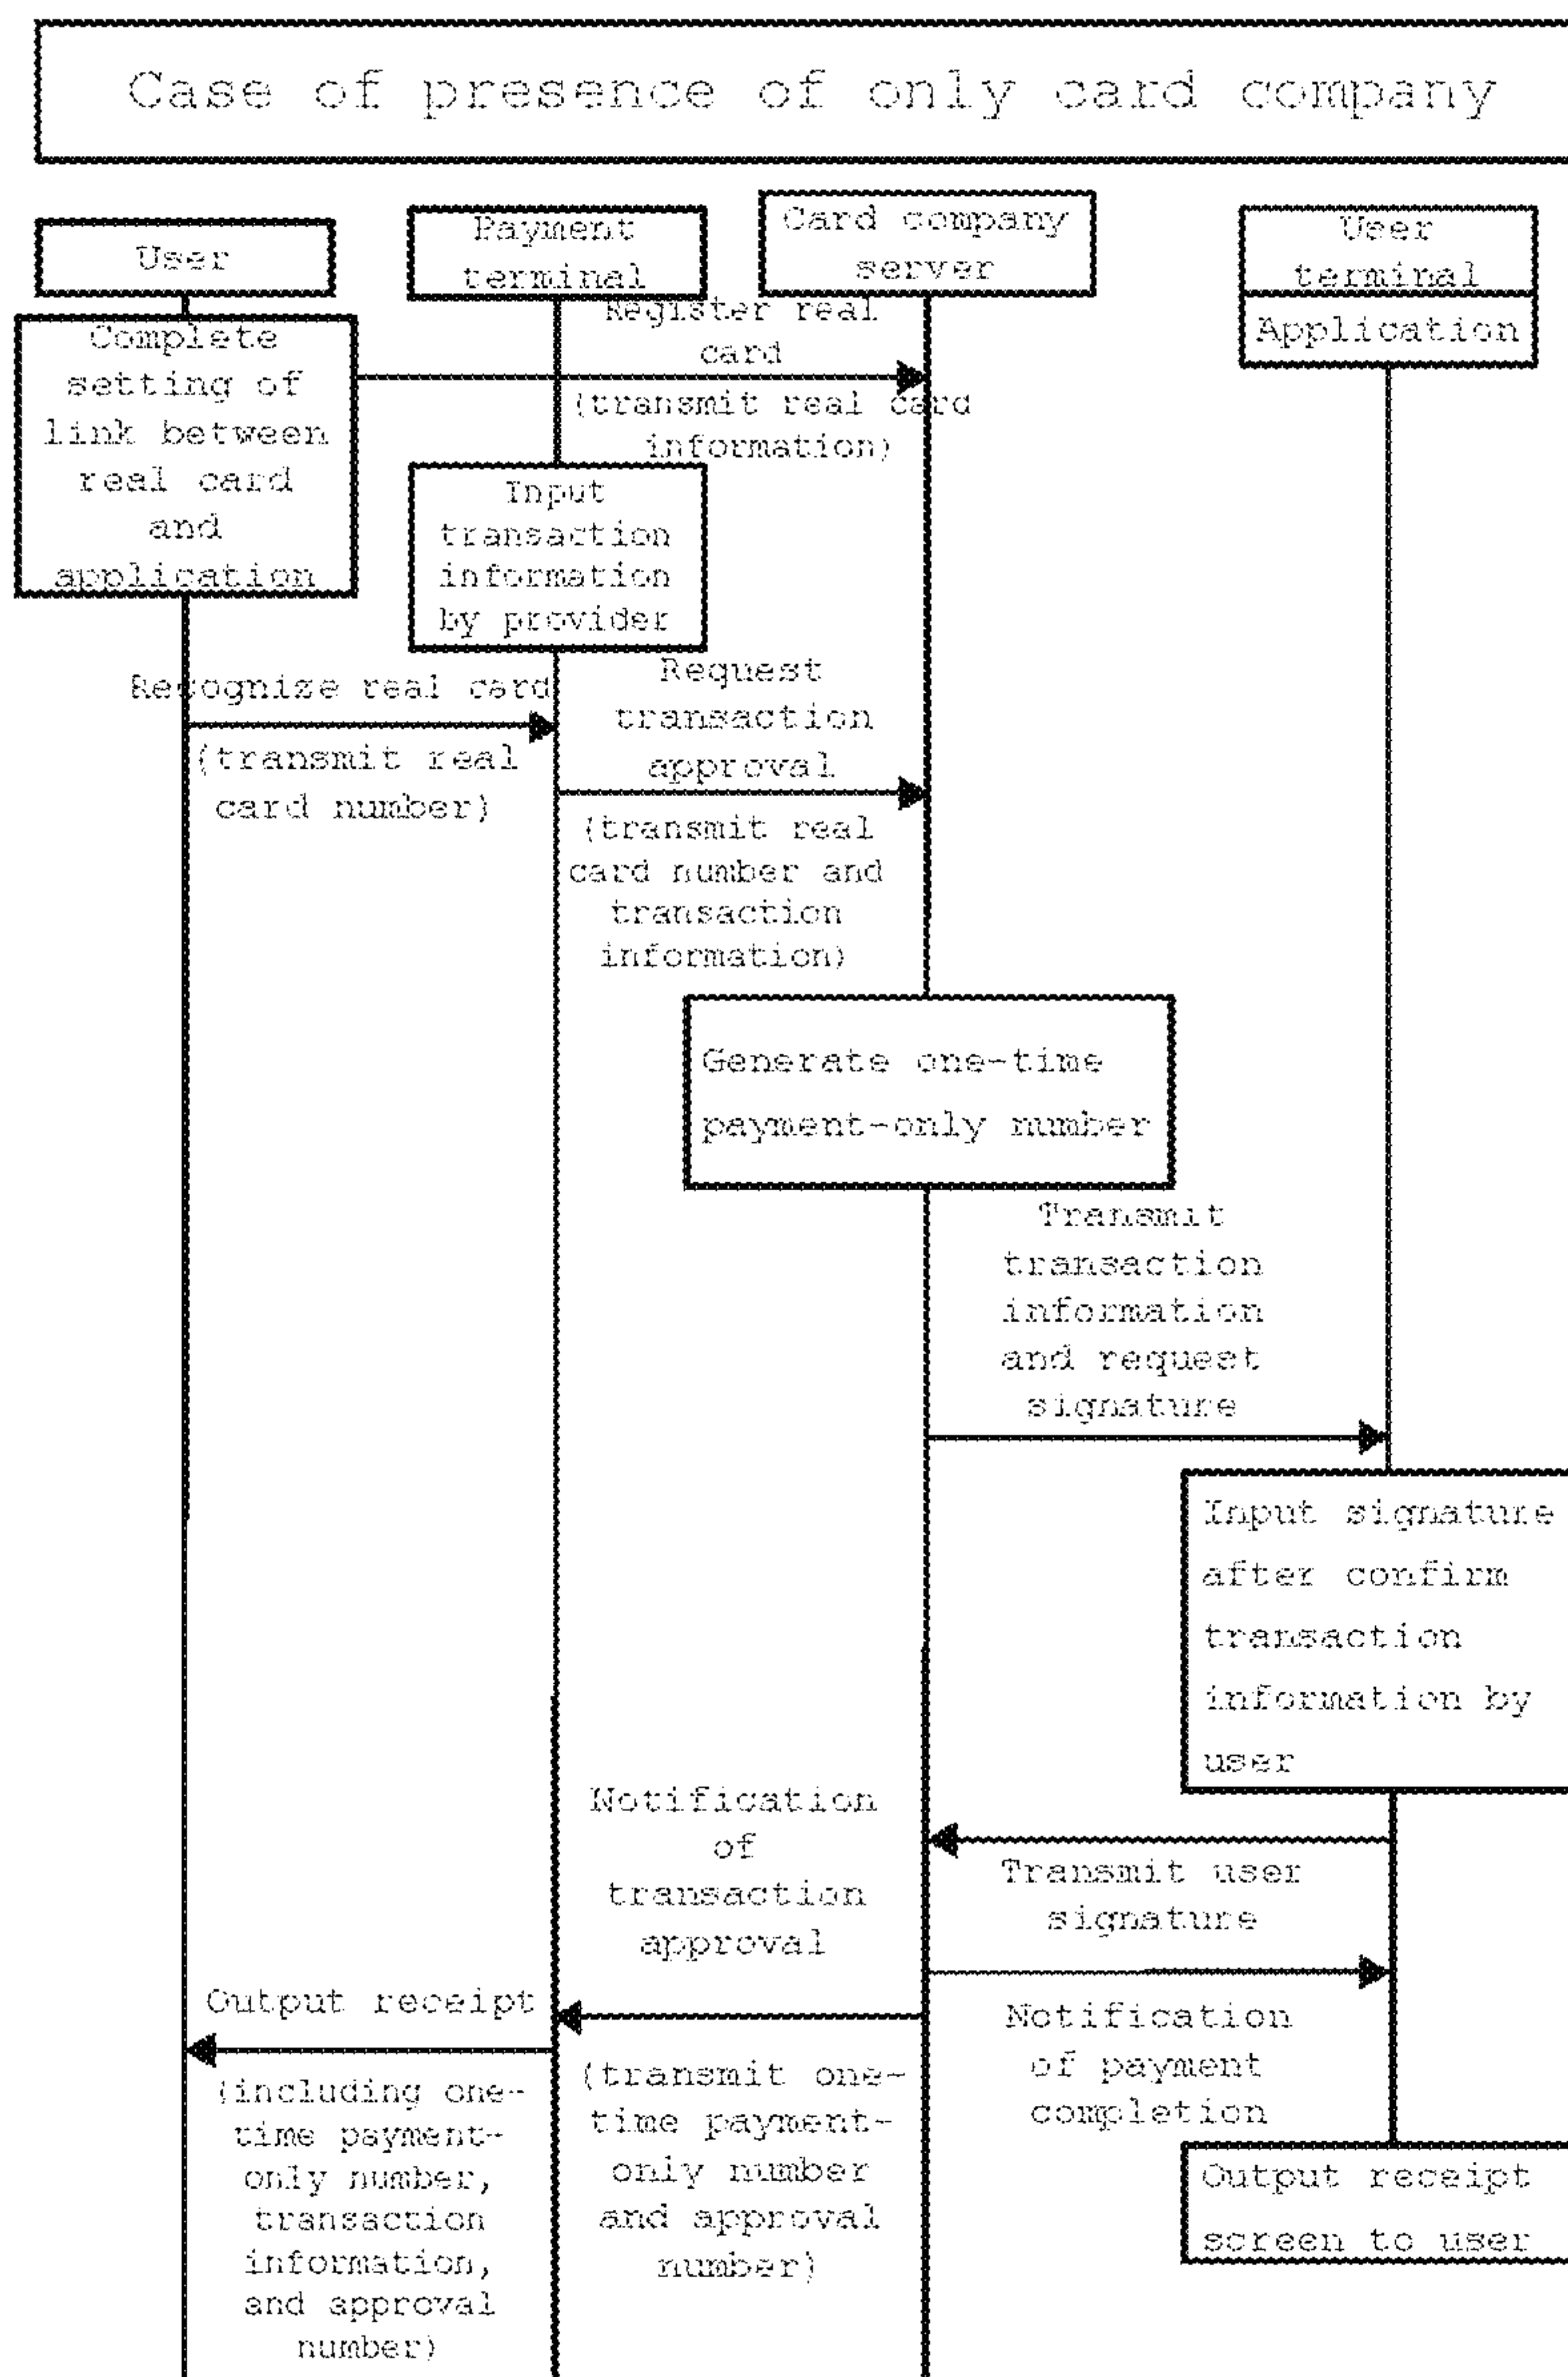 Case of presence of only card company
User
Payment
terminal
Card company
server
User
terminal
Application
Complete
setting of
link between
real card
and
application
Register real
card
(transmit real card
information)
Input
transaction
information
by provider
Recognize real card
(transmit real
card number)
Request
transaction
approval
(transmit real
card number and
transaction
information)
Generate one-time
payment-only number
Transmit
transaction
information
and request
signature
Input signature
after confirm
transaction
information by
user
Transmit user
signature
Notification
of
transaction
approval
Notification
of payment
completion
Output receipt
(including one-
time payment-
only number,
transaction
information,
and approval
number)
(transmit one-
time payment-
only number
and approval
number)
Output receipt
screen to user